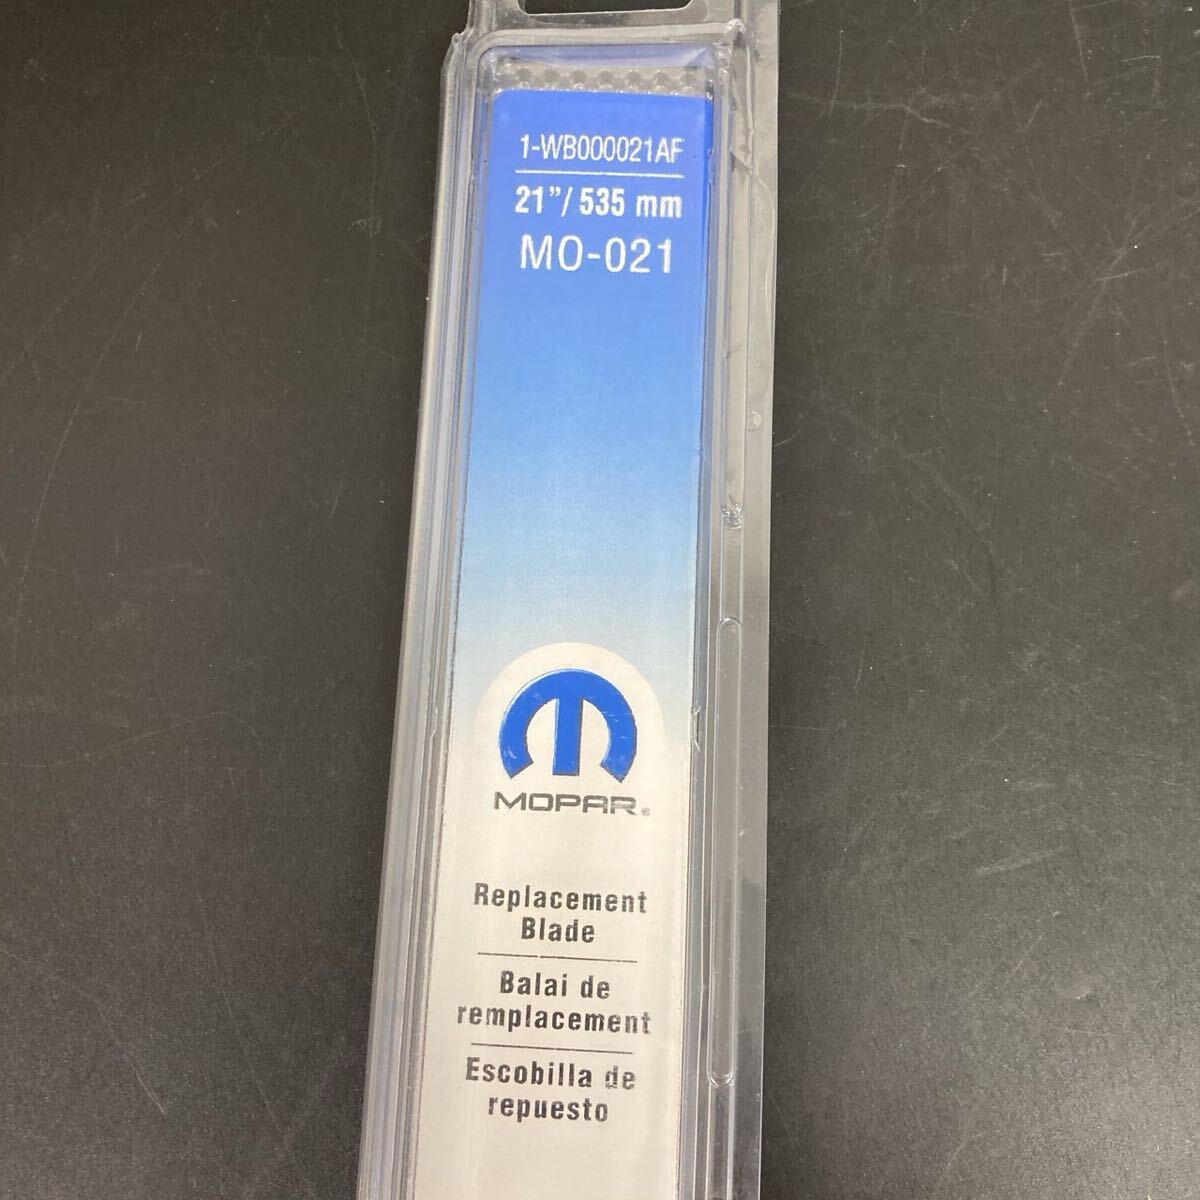 1-WB000021AF
21”/ 535 mm
MO-021
MOPAR®
Replacement
Blade
Balai de
remplacement
Escobilla de
repuesto